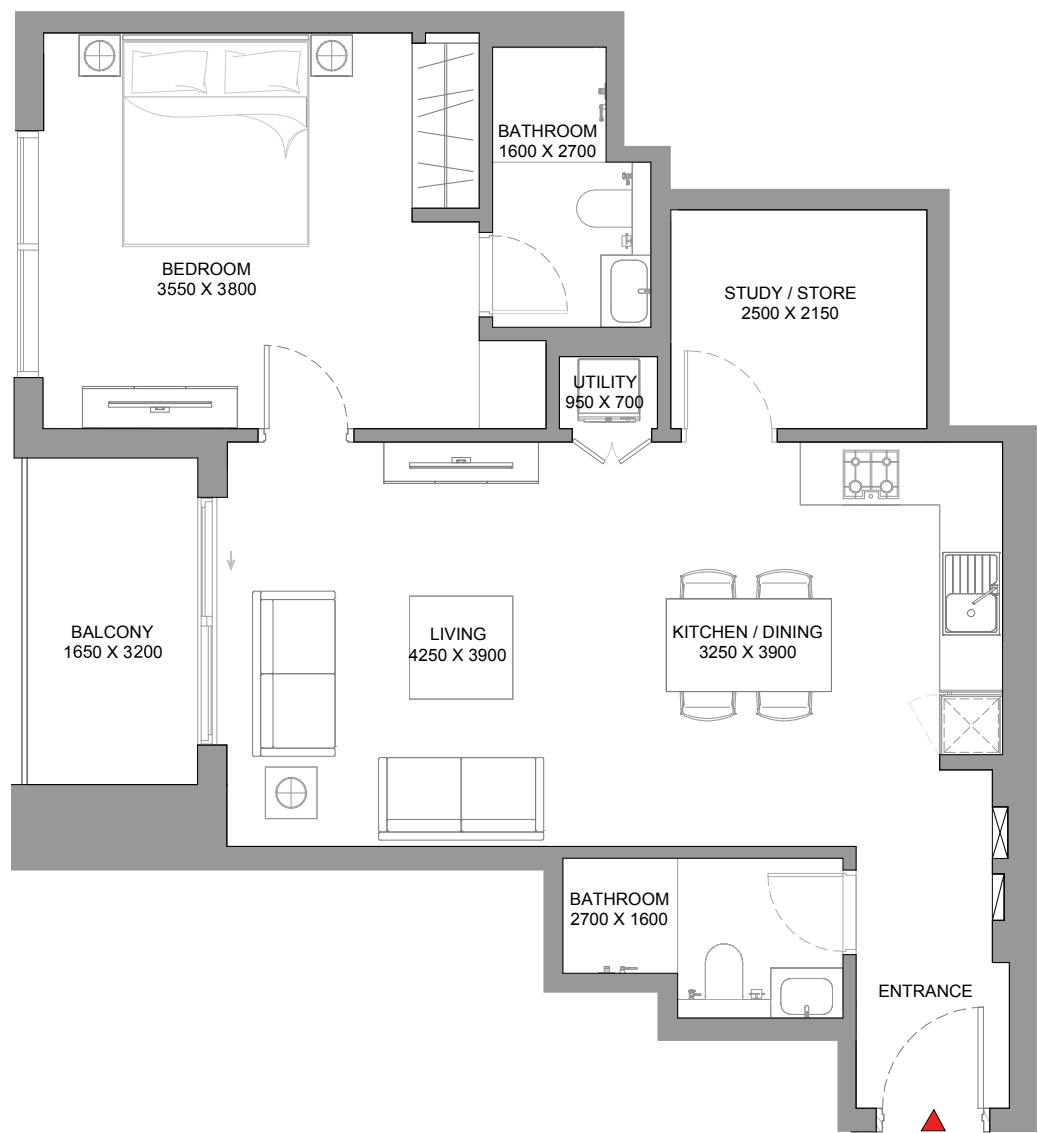 BATHROOM
1600 X 2700
BEDROOM
3550 X 3800
STUDY / STORE
2500 X 2150
UTILITY
950 X 700
BALCONY
1650 X 3200
LIVING
4250 X 3900
KITCHEN / DINING
3250 X 3900
BATHROOM
2700 X 1600
ENTRANCE